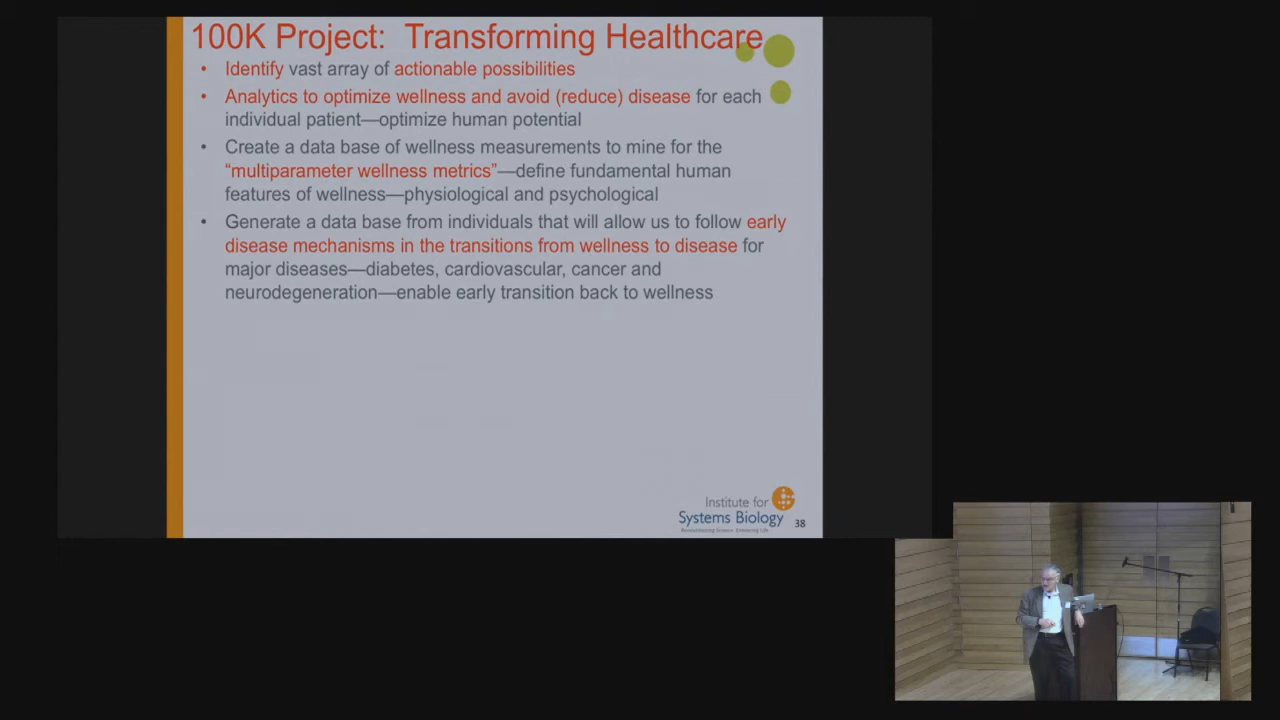 100K Project: Transforming Healthcare
• Identify vast array of actionable possibilities
• Analytics to optimize wellness and avoid (reduce) disease for each
individual patient—optimize human potential
• Create a data base of wellness measurements to mine for the
“multiparameter wellness metrics”—define fundamental human
features of wellness—physiological and psychological
• Generate a data base from individuals that will allow us to follow early
disease mechanisms in the transitions from wellness to disease for
major diseases—diabetes, cardiovascular, cancer and
neurodegeneration—enable early transition back to wellness
Institute for
Systems Biology
Revolutionizing Science. Enhancing Life.
38